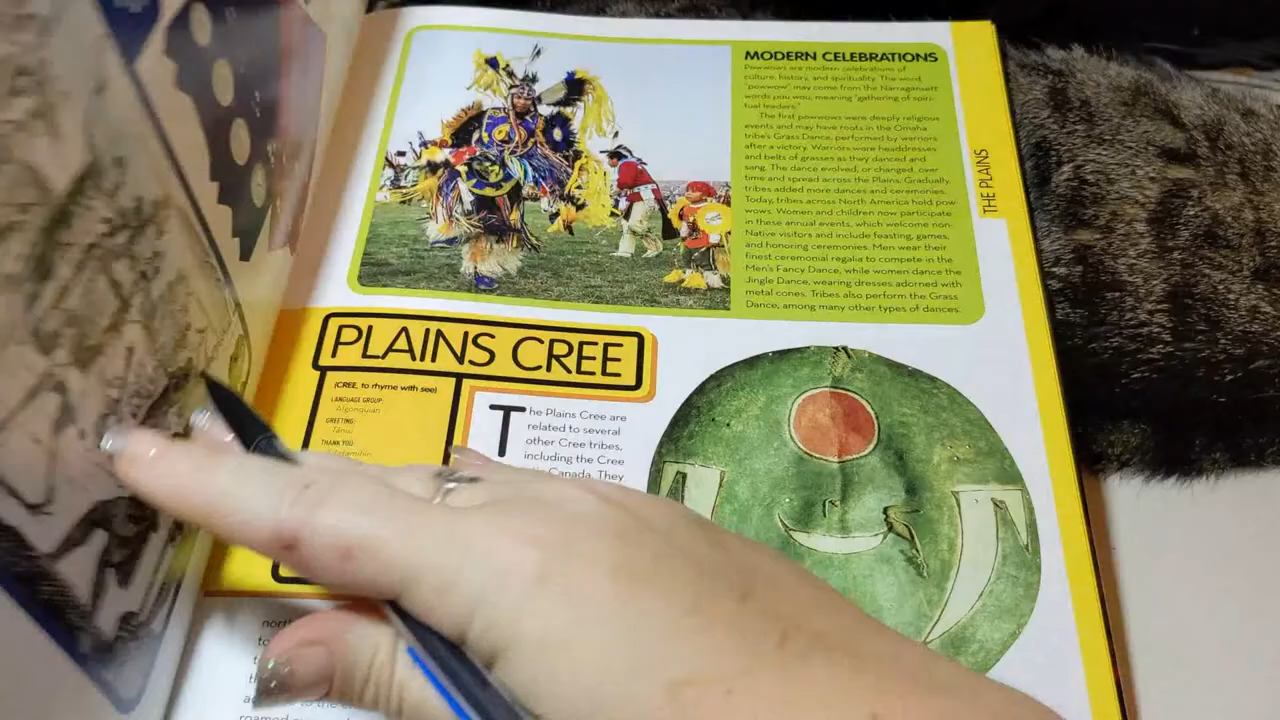 MODERN CELEBRATIONS
Powwows are modern celebrations of
culture, history, and spirituality. The word
"powwow" may come from the Narragansett
words pau wau, meaning "gathering of spiri-
tual leaders."
The first powwows were deeply religious
events and may have roots in the Omaha
tribe's Grass Dance, performed by warriors
after a victory. Warriors wore headdresses
and belts of grasses as they danced and
sang. The dance evolved, or changed, over
time and spread across the Plains. Gradually,
tribes added more dances and ceremonies.
Today, tribes across North America hold pow
wows. Women and children now participate
in these annual events, which welcome non-
Native visitors and include feasting, games,
and honoring ceremonies. Men wear their
finest ceremonial regalia to compete in the
Men's Fancy Dance, while women dance the
Jingle Dance, wearing dresses adorned with
metal cones. Tribes also perform the Grass
Dance, among many other types of dances.
THE PLAINS
PLAINS CREE
(CREE, to rhyme with see)
LANGUAGE GROUP:
Algonquian
GREETING:
Tânisi
THANK YOU:
The Plains Cree are
related to several
other Cree tribes,
including the Cree
Canada. They
north
to
roamed